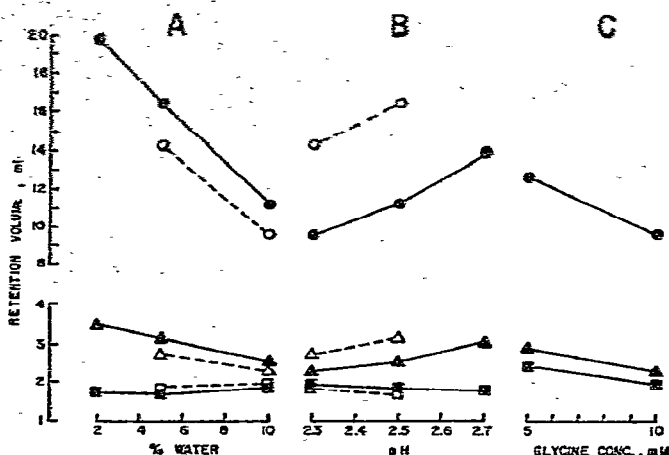 A B C
20
18
16
14
12
10
8
4
3
2
1
RETENTION VOLUME, ml
2 4 6 8 10
% WATER
2.3 2.4 2.5 2.6 2.7
pH
5 10
GLYCINE CONC., mM